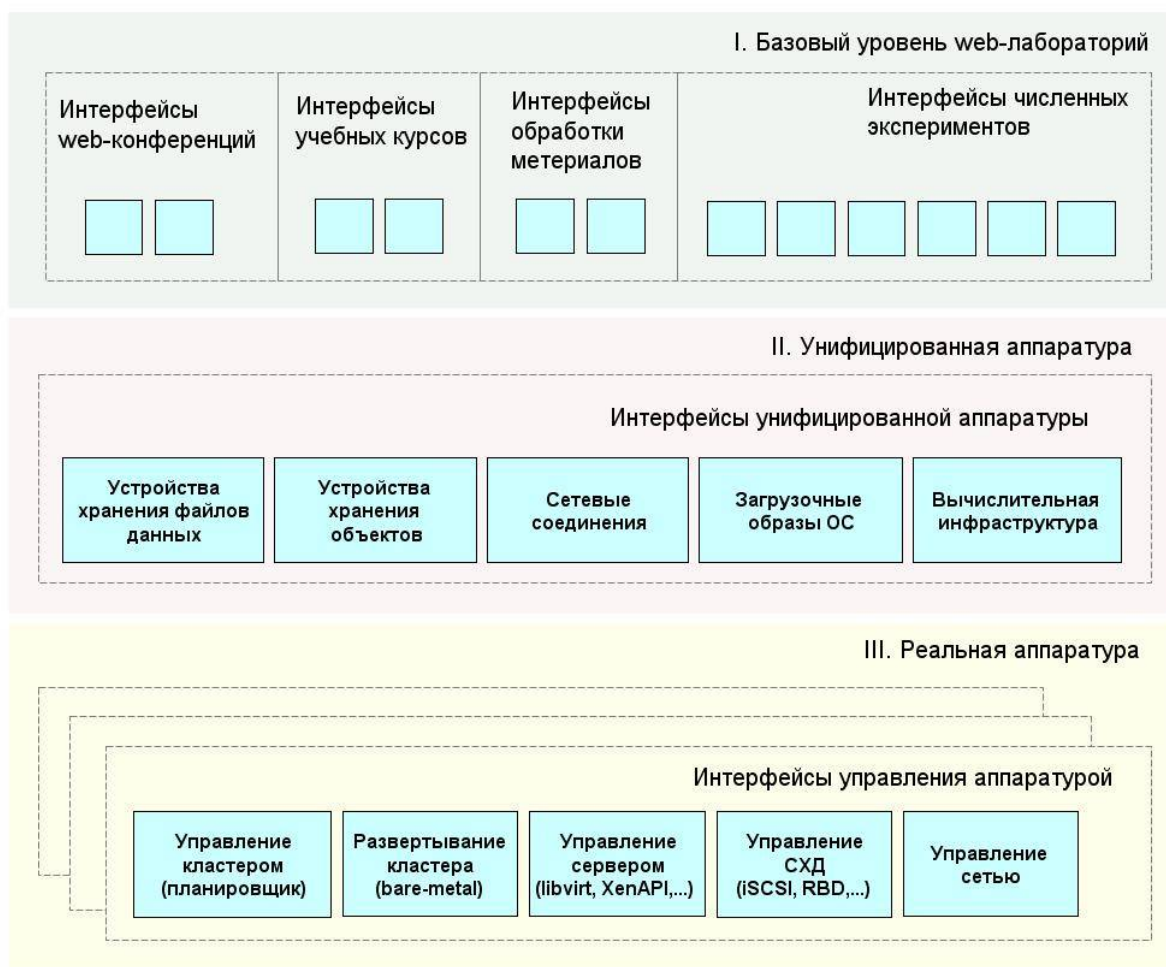 I. Базовый уровень web-лабораторий
Интерфейсы
web-конференций
Интерфейсы
учебных курсов
Интерфейсы
обработки
метериалов
Интерфейсы численных
экспериментов
II. Унифицированная аппаратура
Интерфейсы унифицированной аппаратуры
Устройства
хранения файлов
данных
Устройства
хранения
объектов
Сетевые
соединения
Загрузочные
образы ОС
Вычислительная
инфраструктура
III. Реальная аппаратура
Интерфейсы управления аппаратурой
Управление
кластером
(планировщик)
Развертывание
кластера
(bare-metal)
Управление
сервером
(libvirt, XenAPI,...)
Управление
СХД
(iSCSI, RBD,...)
Управление
сетью